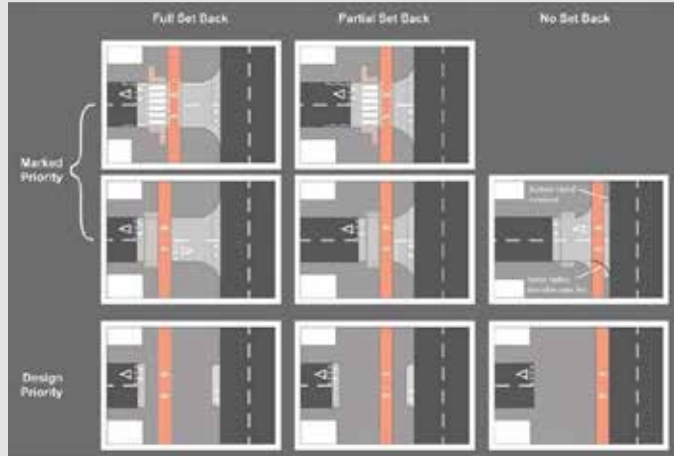 Full Set Back
Partial Set Back
No Set Back
Marked
Priority
Design
Priority